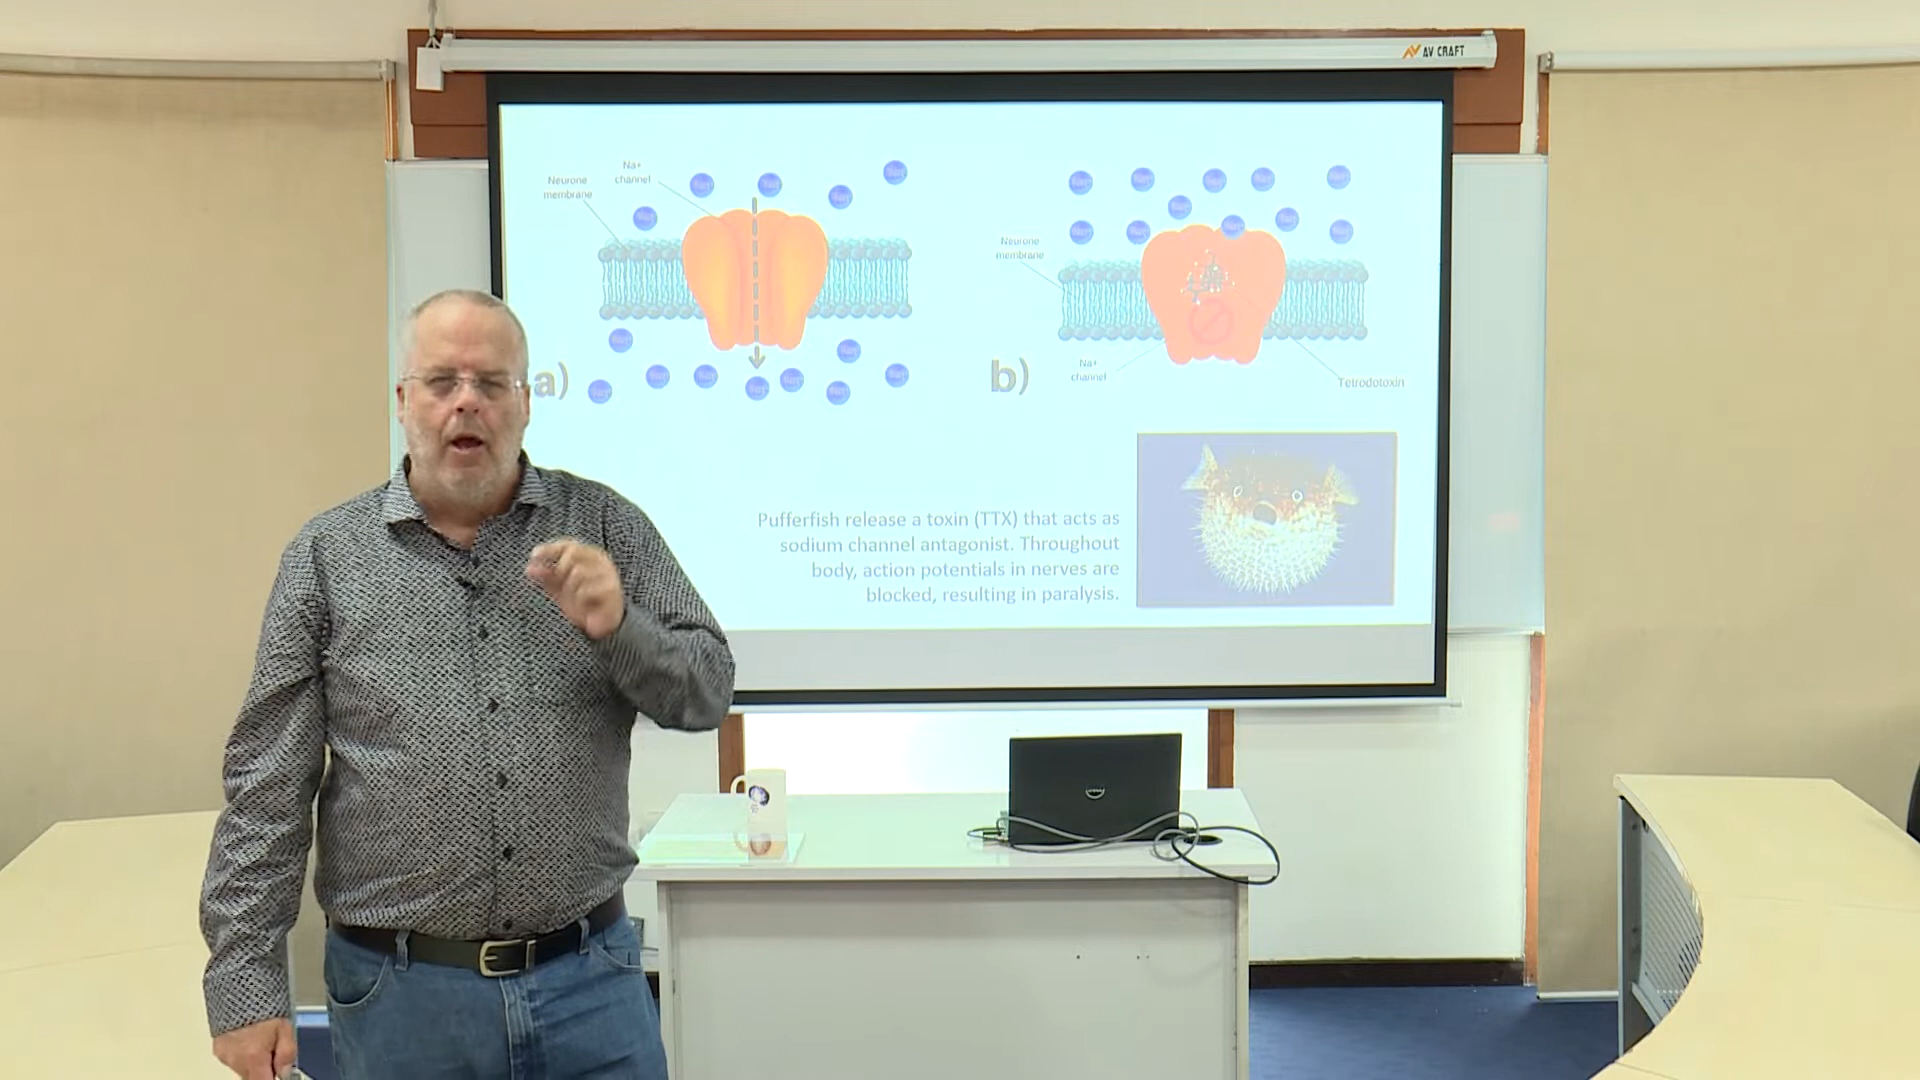 AV CRAFT
Na+
channel
Neurone
membrane
a)
Neurone
membrane
b)
Na+
channel
Tetrodotoxin
Pufferfish release a toxin (TTX) that acts as
sodium channel antagonist. Throughout
body, action potentials in nerves are
blocked, resulting in paralysis.
DELL